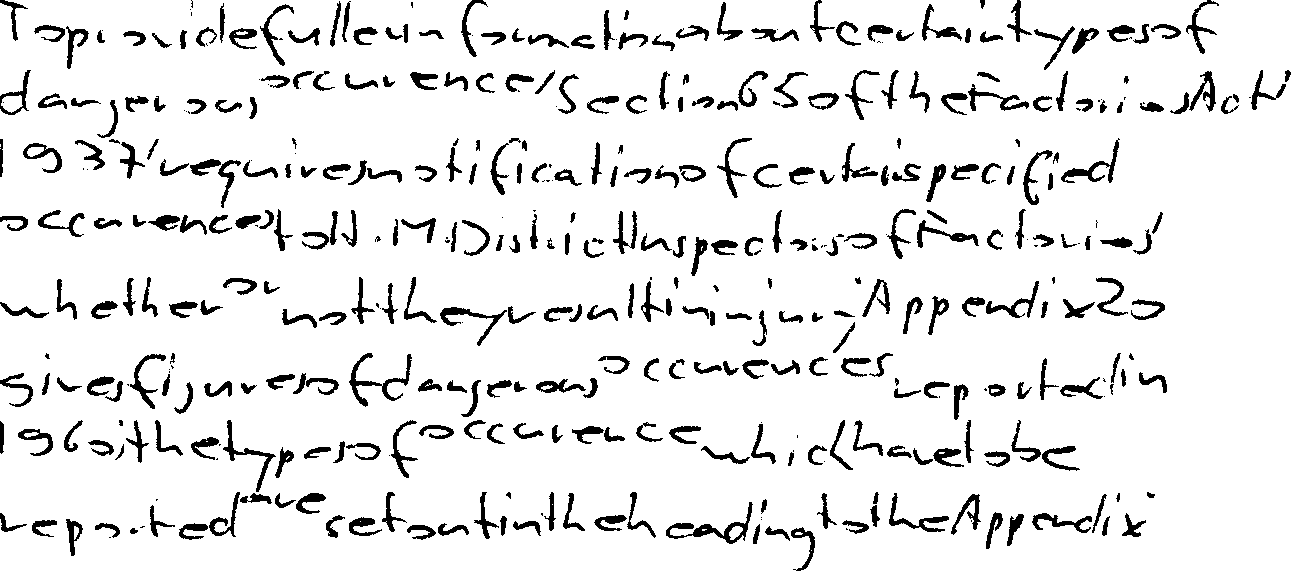 To provide fuller information about certain types of
dangerous occurrence, Section 65 of the Factories Act,
1937, requires notification of certain specified
occurences to H.M. District Inspectors of Factories,
whether or not they result in injury. Appendix 20
gives figures of dangerous occurences reported in
1960; the types of occurence which have to be
reported are set out in the heading to the Appendix.